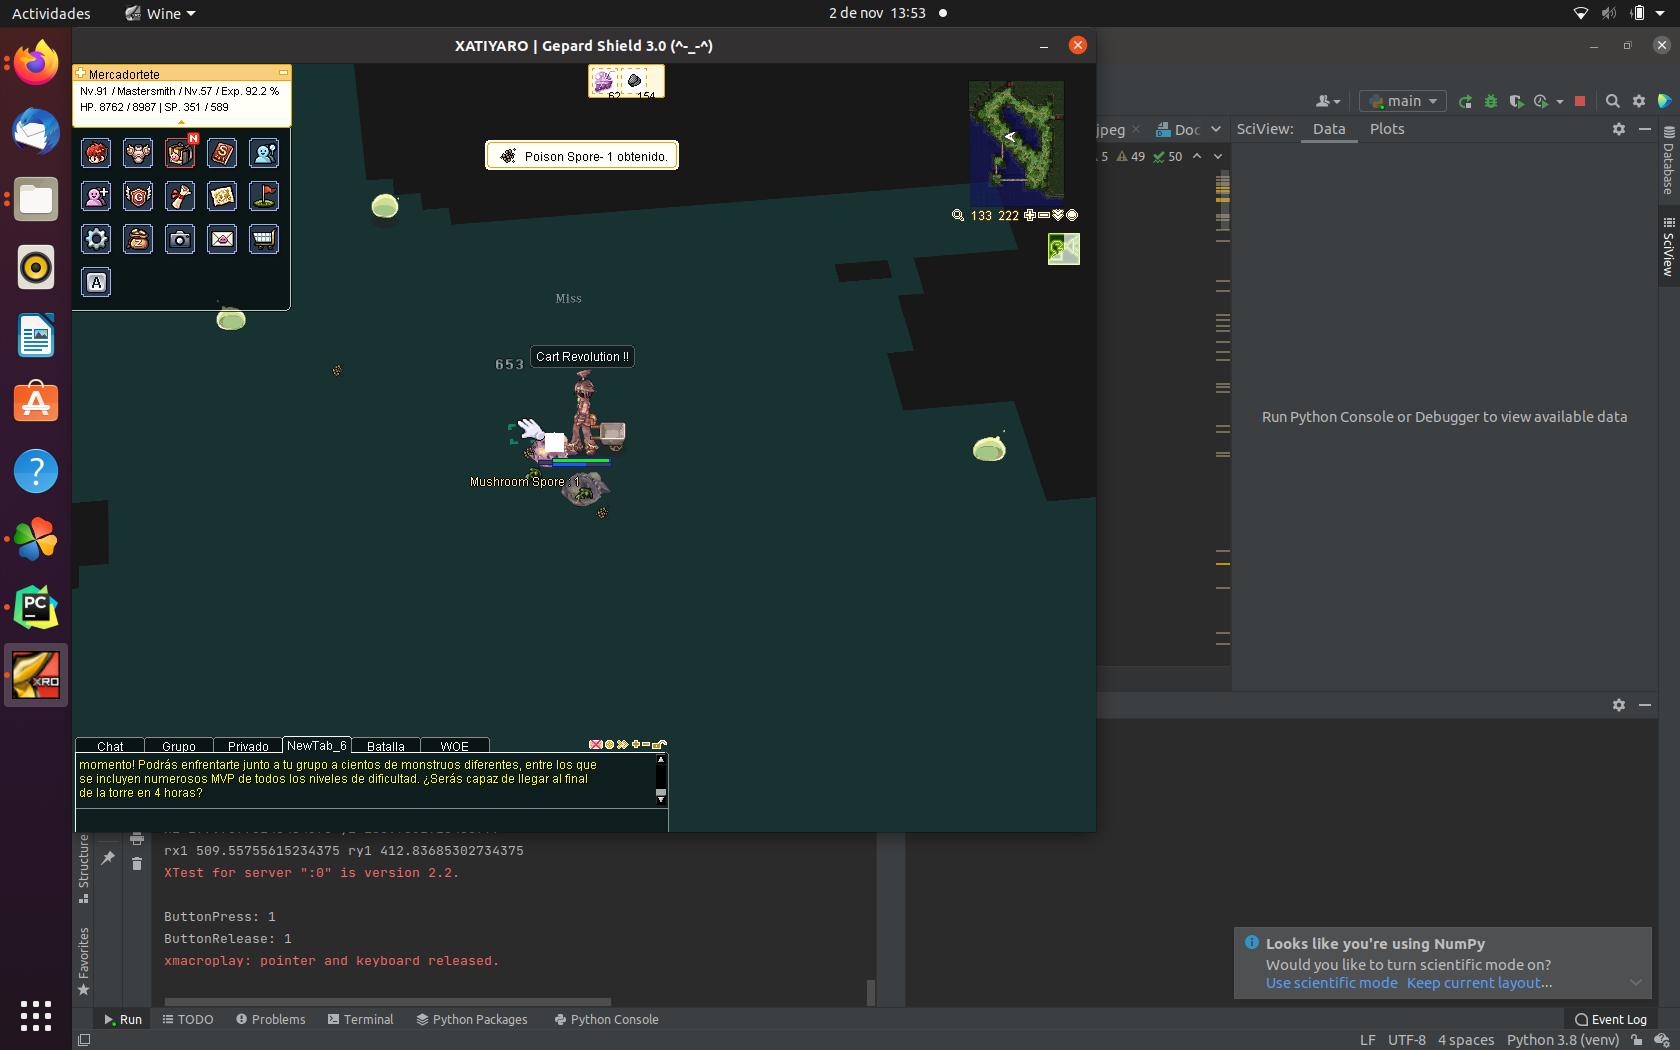 Actividades
Wine
2 de nov 13:53
XATIYARO | Gepard Shield 3.0 (^-_-^)
Mercadortete
Nv.91 / Mastersmith / Nv.57 / Exp. 92.2 %
HP. 8762 / 8987 | SP. 351 / 589
N
A
62
154
Poison Spore- 1 obtenido.
133 222
Miss
653
Cart Revolution !!
Mushroom Spore : 1
Chat
Grupo
Privado
NewTab_6
Batalla
WOE
momento! Podrás enfrentarte junto a tu grupo a cientos de monstruos diferentes, entre los que
se incluyen numerosos MVP de todos los niveles de dificultad. ¿Serás capaz de llegar al final
de la torre en 4 horas?
main
jpeg
Doc
SciView:
Data
Plots
5
49
50
Database
SciView
Run Python Console or Debugger to view available data
PC
XRO
Structure
Favorites
rx1 509.55755615234375 ry1 412.83685302734375
XTest for server ":0" is version 2.2.
ButtonPress: 1
ButtonRelease: 1
xmacroplay: pointer and keyboard released.
Looks like you're using NumPy
Would you like to turn scientific mode on?
Use scientific mode Keep current layout...
Run
TODO
Problems
Terminal
Python Packages
Python Console
Event Log
LF
UTF-8
4 spaces
Python 3.8 (venv)